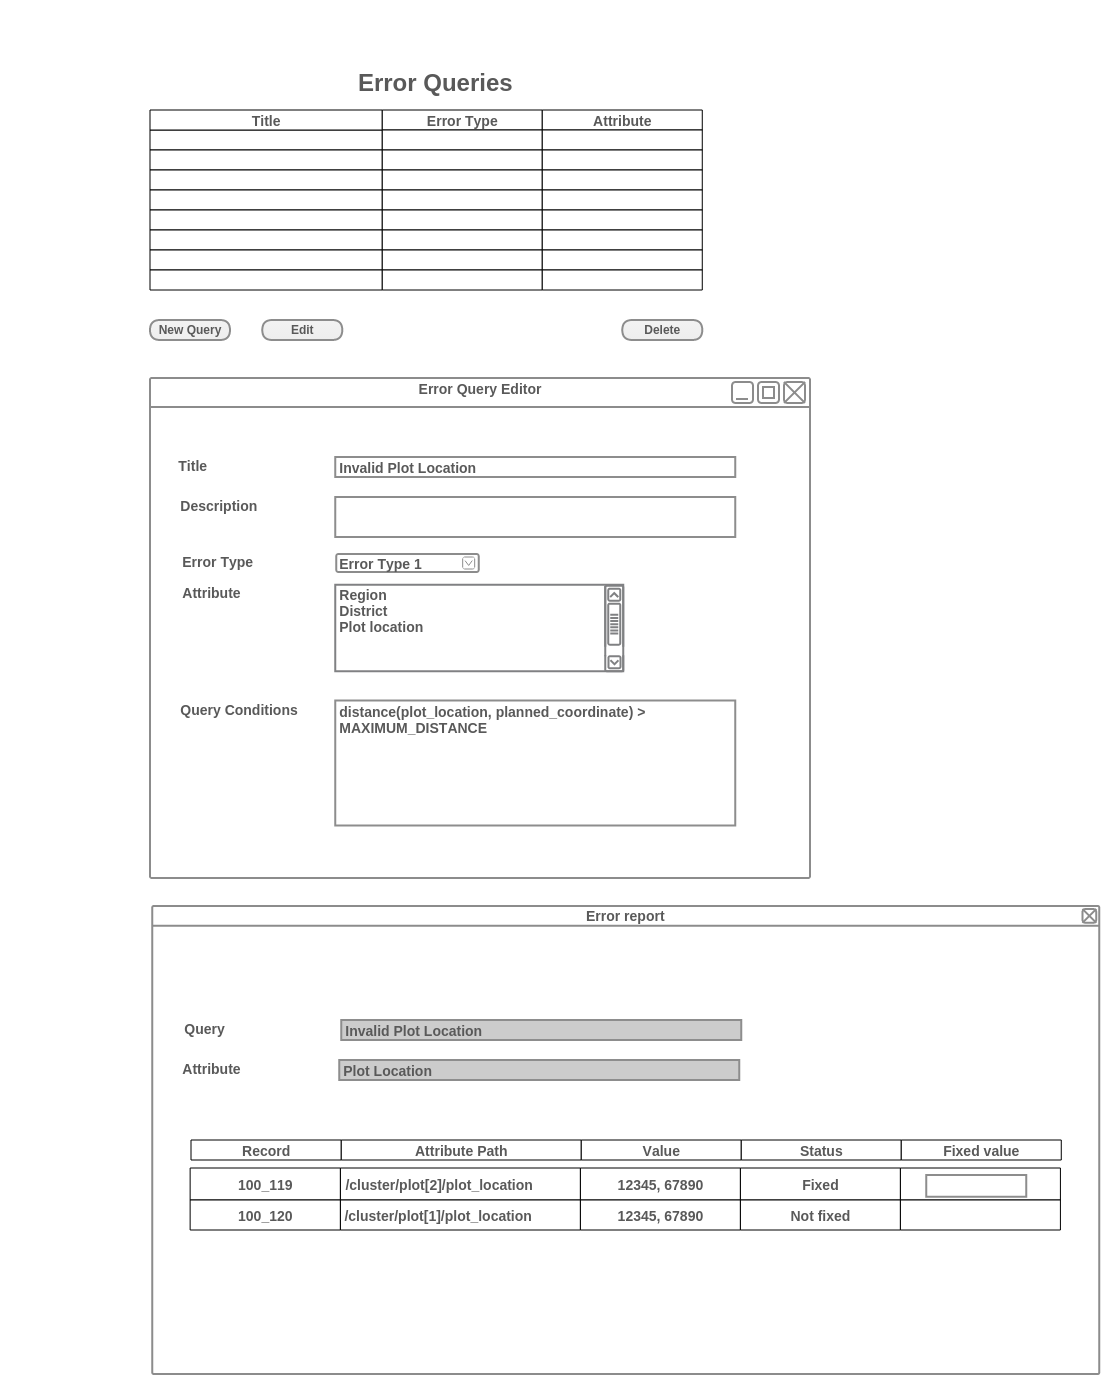 Error Queries
Title Error Type Attribute
New Query Edit Delete
Error Query Editor
Title Invalid Plot Location
Description
Error Type Error Type 1
Attribute Region
District
Plot location
Query Conditions distance(plot_location, planned_coordinate) >
MAXIMUM_DISTANCE
Error report
Query Invalid Plot Location
Attribute Plot Location
Record Attribute Path Value Status Fixed value
100_119 /cluster/plot[2]/plot_location 12345, 67890 Fixed
100_120 /cluster/plot[1]/plot_location 12345, 67890 Not fixed